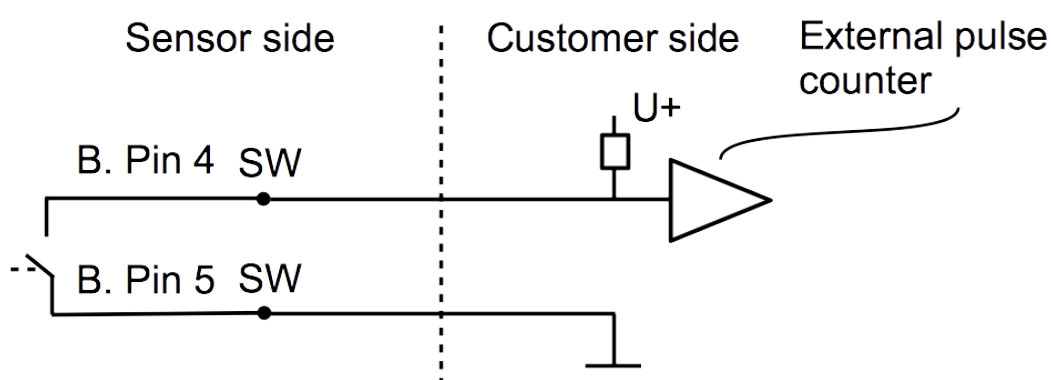 Sensor side
Customer side
External pulse
counter
U+
B. Pin 4 SW
B. Pin 5 SW